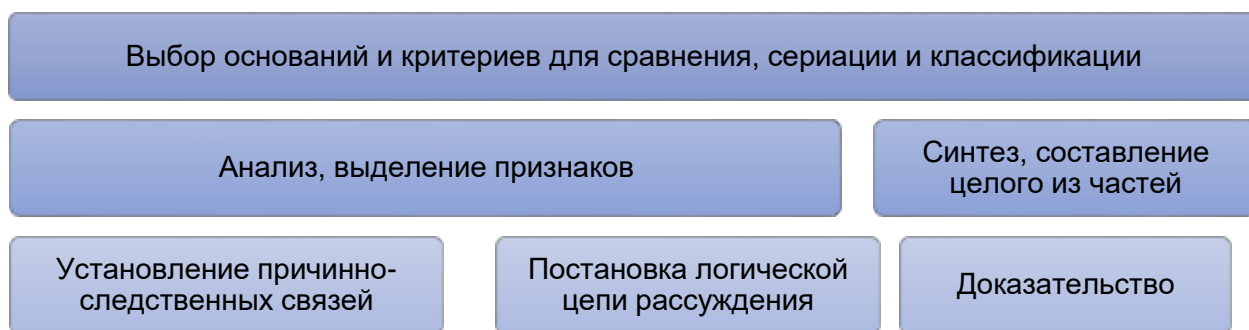 Выбор оснований и критериев для сравнения, сериации и классификации
Анализ, выделение признаков
Синтез, составление
целого из частей
Установление причинно-
следственных связей
Постановка логической
цепи рассуждения
Доказательство